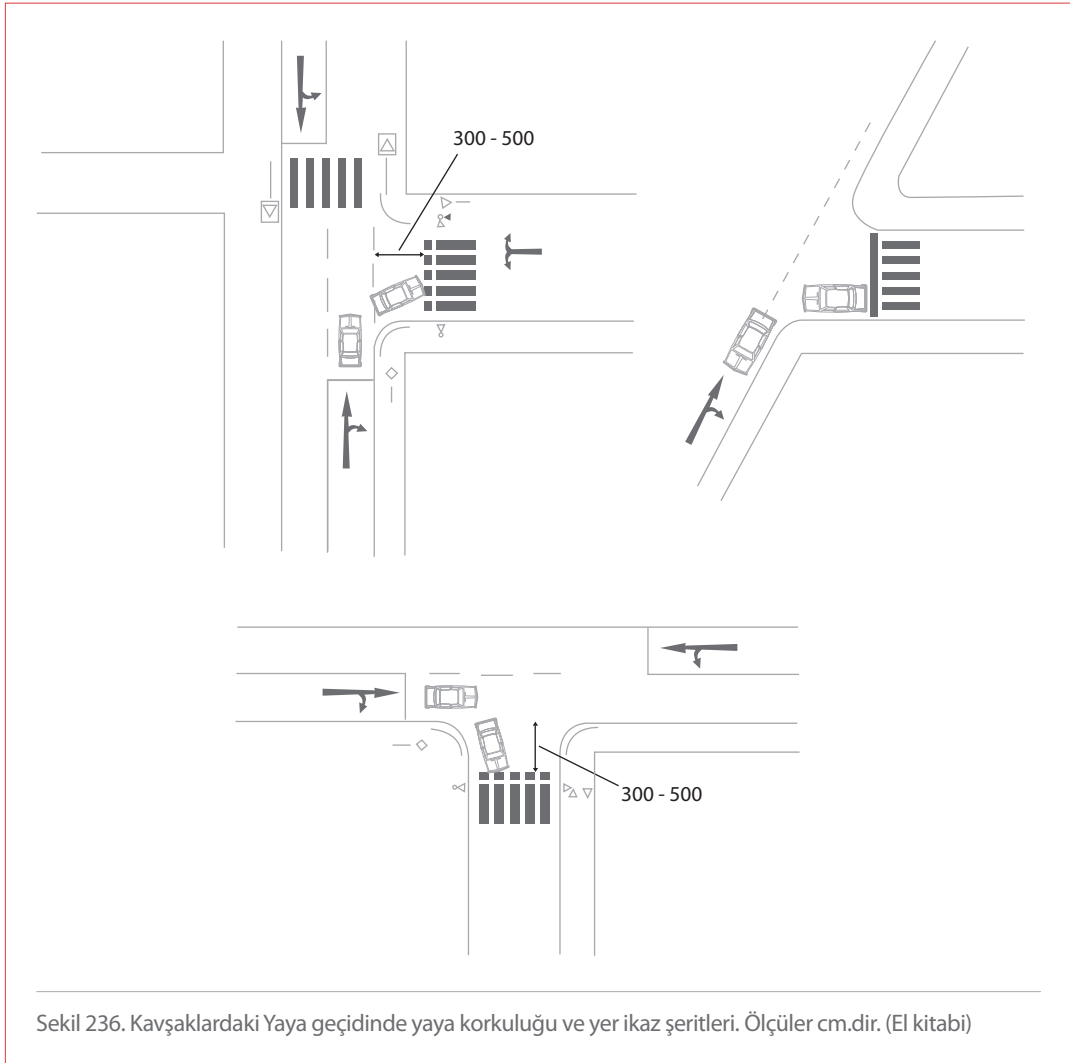 300 - 500
300 - 500
Sekil 236. Kavşaklardaki Yaya geçidinde yaya korkuluğu ve yer ikaz şeritleri. Ölçüler cm.dir. (El kitabi)